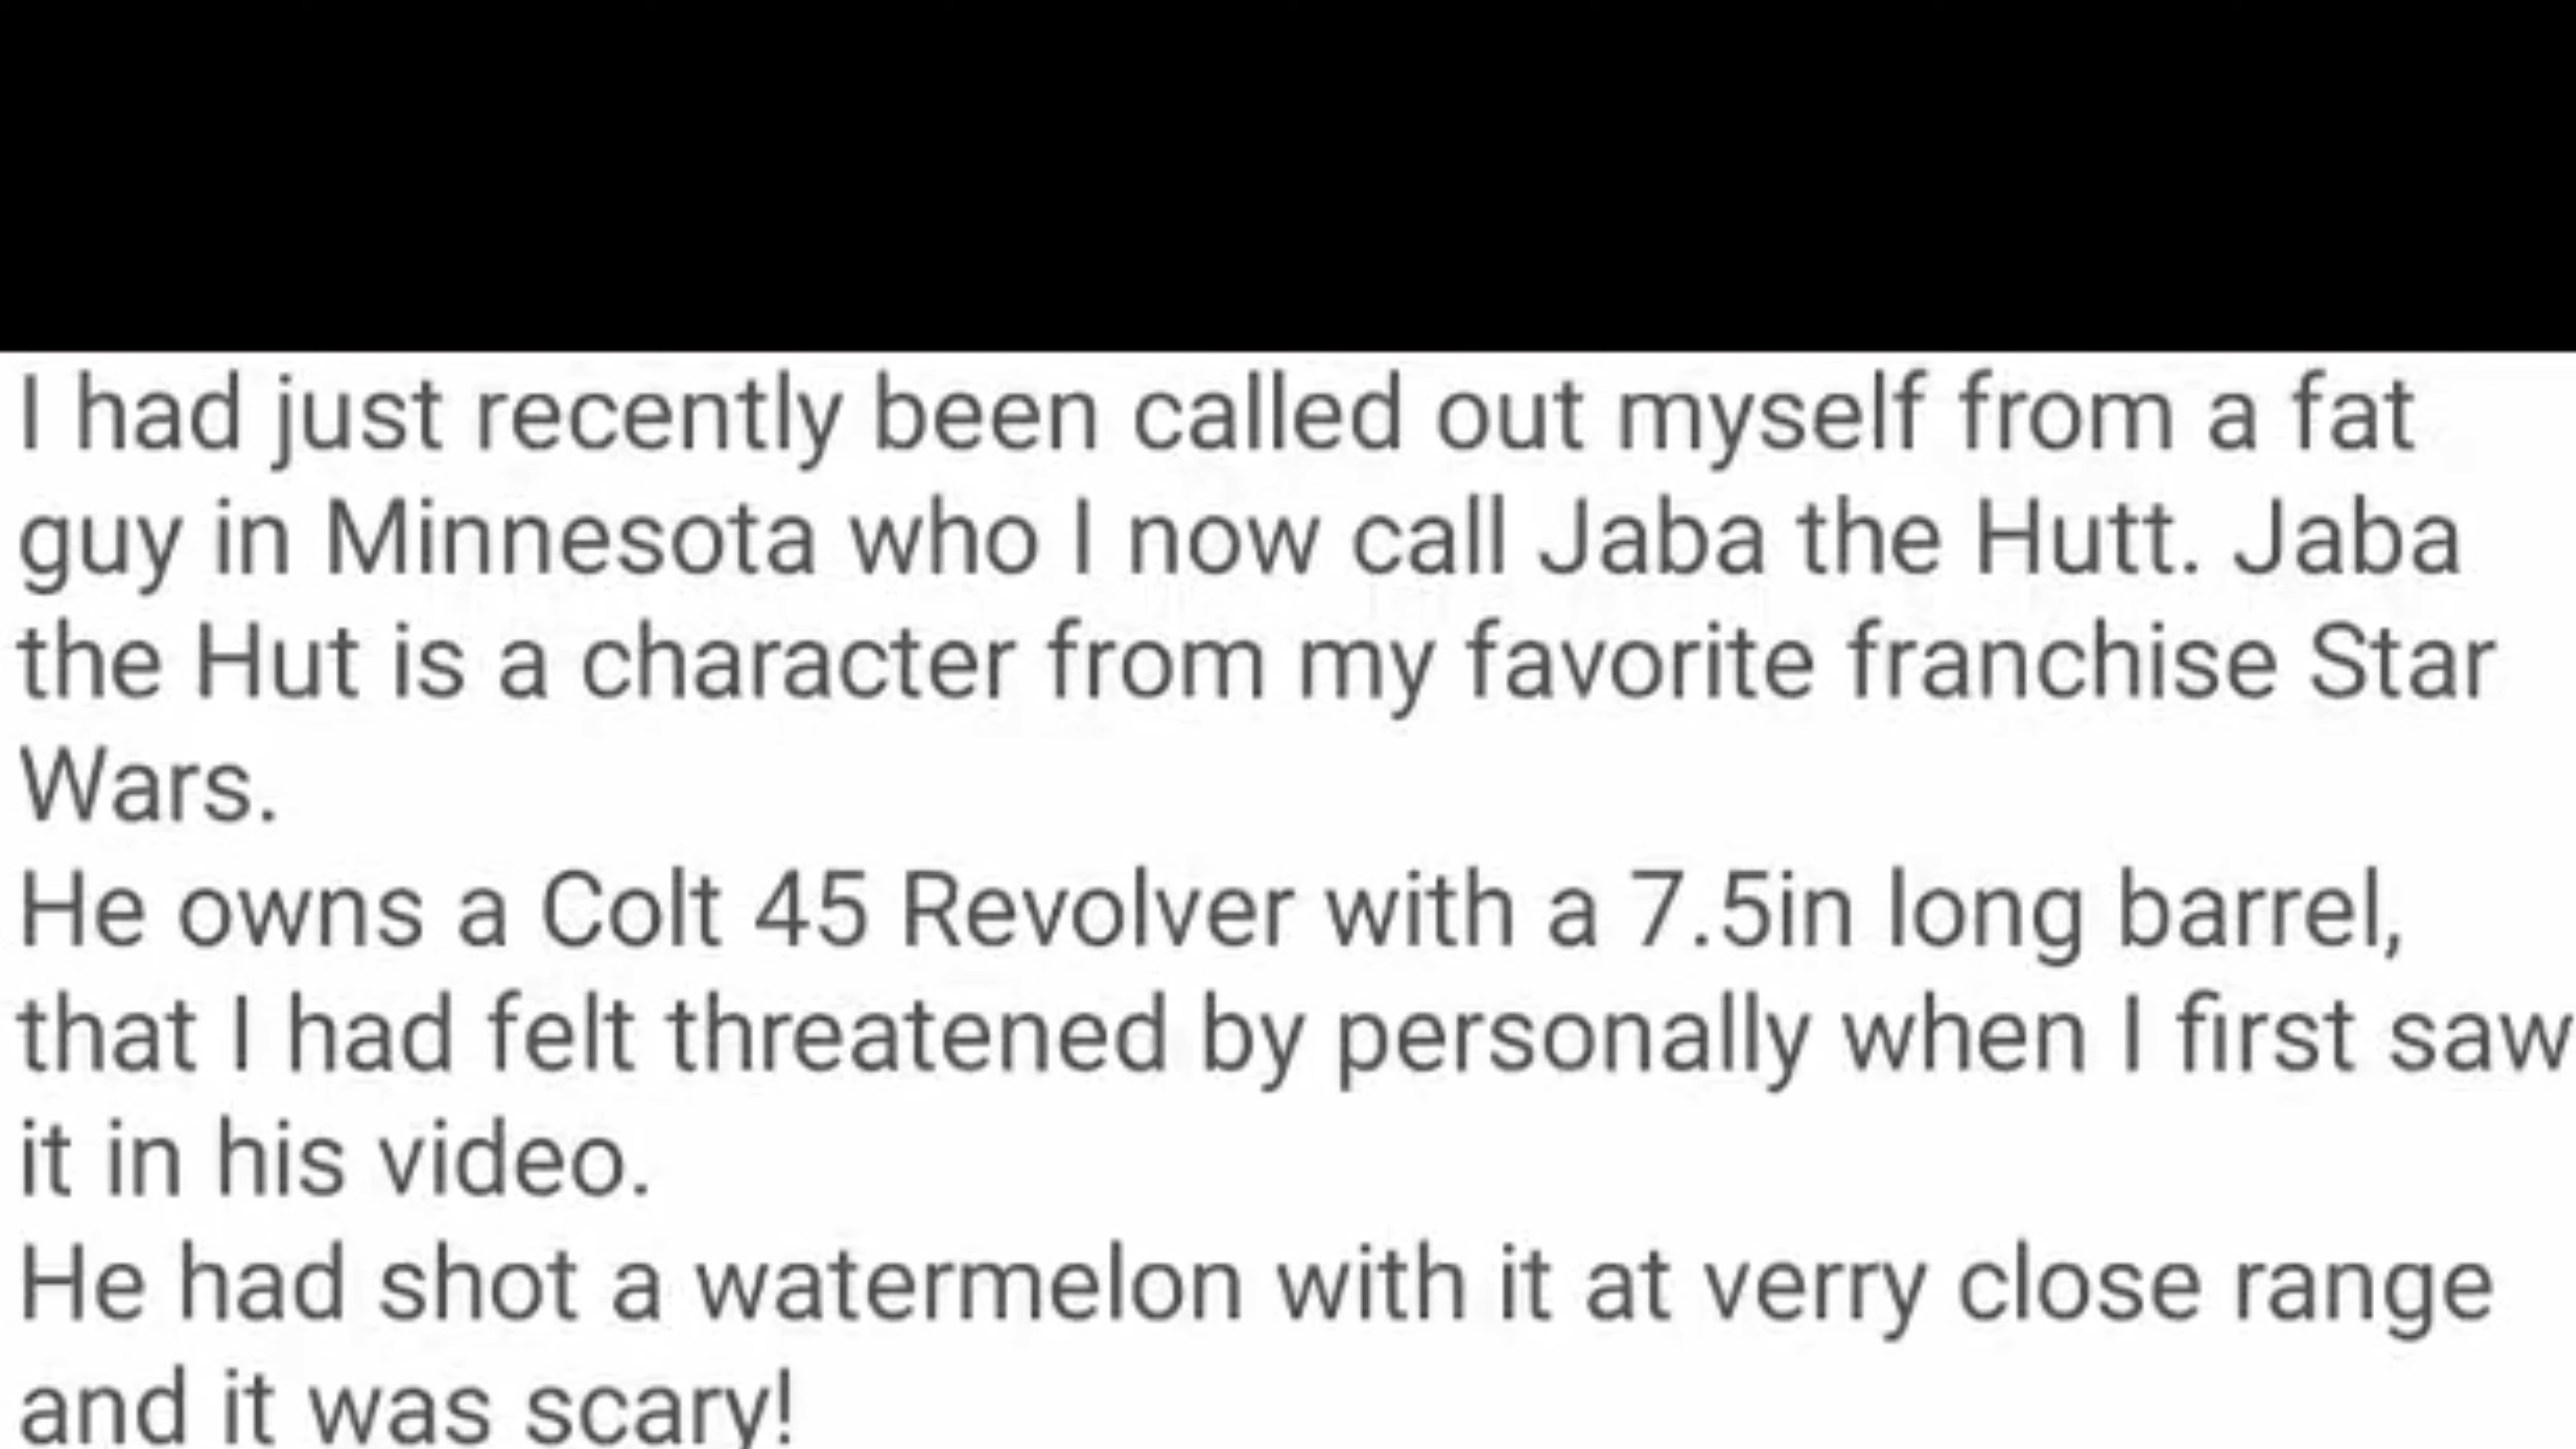 I had just recently been called out myself from a fat
guy in Minnesota who I now call Jaba the Hutt. Jaba
the Hut is a character from my favorite franchise Star
Wars.
He owns a Colt 45 Revolver with a 7.5in long barrel,
that I had felt threatened by personally when I first saw
it in his video.
He had shot a watermelon with it at verry close range
and it was scary!